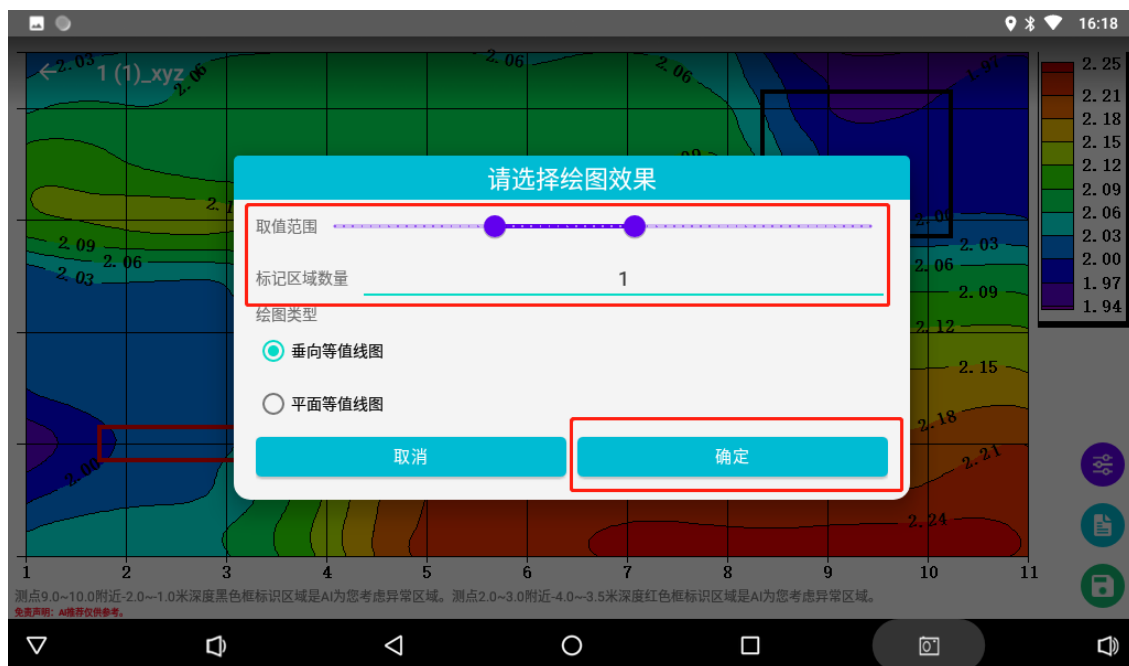 16:18
1 (1)_xyz
2.03
2.06
2.06
2.06
1.97
2.25
2.21
2.18
2.15
2.12
2.09
2.06
2.03
2.00
1.97
1.94
请选择绘图效果
取值范围
标记区域数量 1
绘图类型
垂向等值线图
平面等值线图
取消 确定
2.09
2.06
2.03
2.00
2.03
2.06
2.09
2.12
2.15
2.18
2.21
2.24
1 2 3 4 5 6 7 8 9 10 11
测点9.0~10.0附近-2.0~-1.0米深度黑色框标识区域是AI为您考虑异常区域。测点2.0~3.0附近-4.0~-3.5米深度红色框标识区域是AI为您考虑异常区域。
免责声明：AI推荐仅供参考。